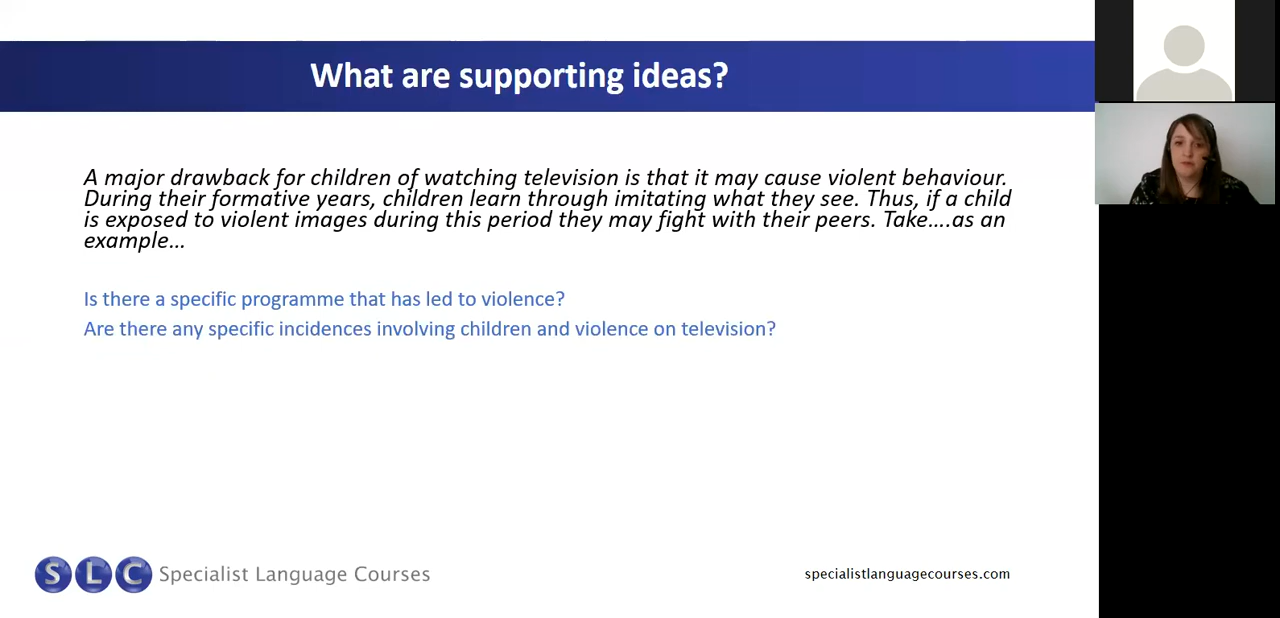 What are supporting ideas?
A major drawback for children of watching television is that it may cause violent behaviour.
During their formative years, children learn through imitating what they see. Thus, if a child
is exposed to violent images during this period they may fight with their peers. Take....as an
example...
Is there a specific programme that has led to violence?
Are there any specific incidences involving children and violence on television?
SLC Specialist Language Courses
specialistlanguagecourses.com